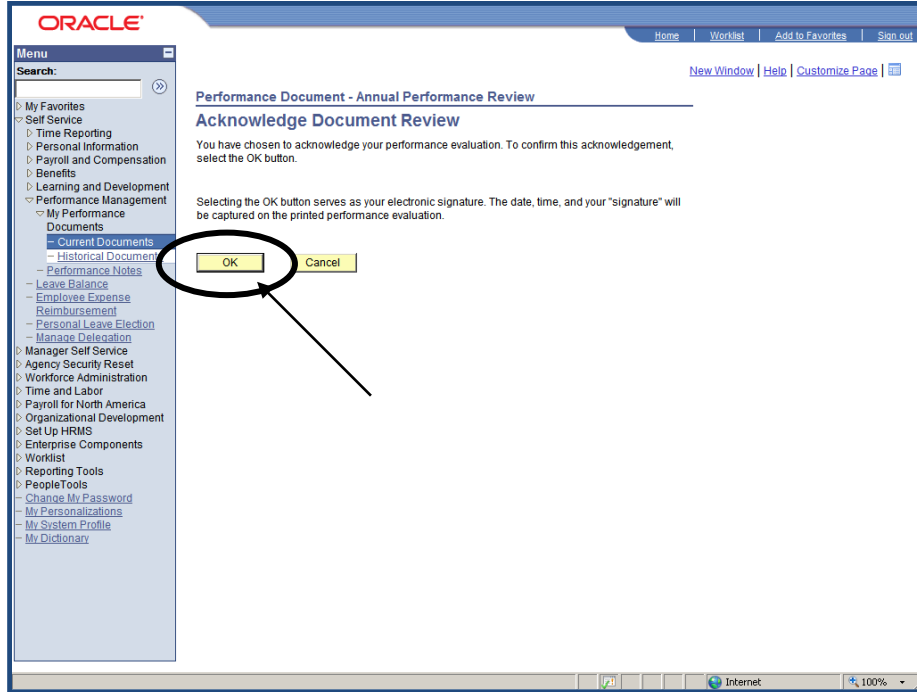 ORACLE
Home | Worklist | Add to Favorites | Sign out
Menu
Search:
New Window | Help | Customize Page |
My Favorites
Self Service
Time Reporting
Personal Information
Payroll and Compensation
Benefits
Learning and Development
Performance Management
My Performance
Documents
– Current Documents
– Historical Document
– Performance Notes
– Leave Balance
– Employee Expense
Reimbursement
– Personal Leave Election
– Manage Delegation
Manager Self Service
Agency Security Reset
Workforce Administration
Time and Labor
Payroll for North America
Organizational Development
Set Up HRMS
Enterprise Components
Worklist
Reporting Tools
PeopleTools
– Change My Password
– My Personalizations
– My System Profile
– My Dictionary
Performance Document - Annual Performance Review
Acknowledge Document Review
You have chosen to acknowledge your performance evaluation. To confirm this acknowledgement,
select the OK button.
Selecting the OK button serves as your electronic signature. The date, time, and your "signature" will
be captured on the printed performance evaluation.
OK Cancel
Internet 100%